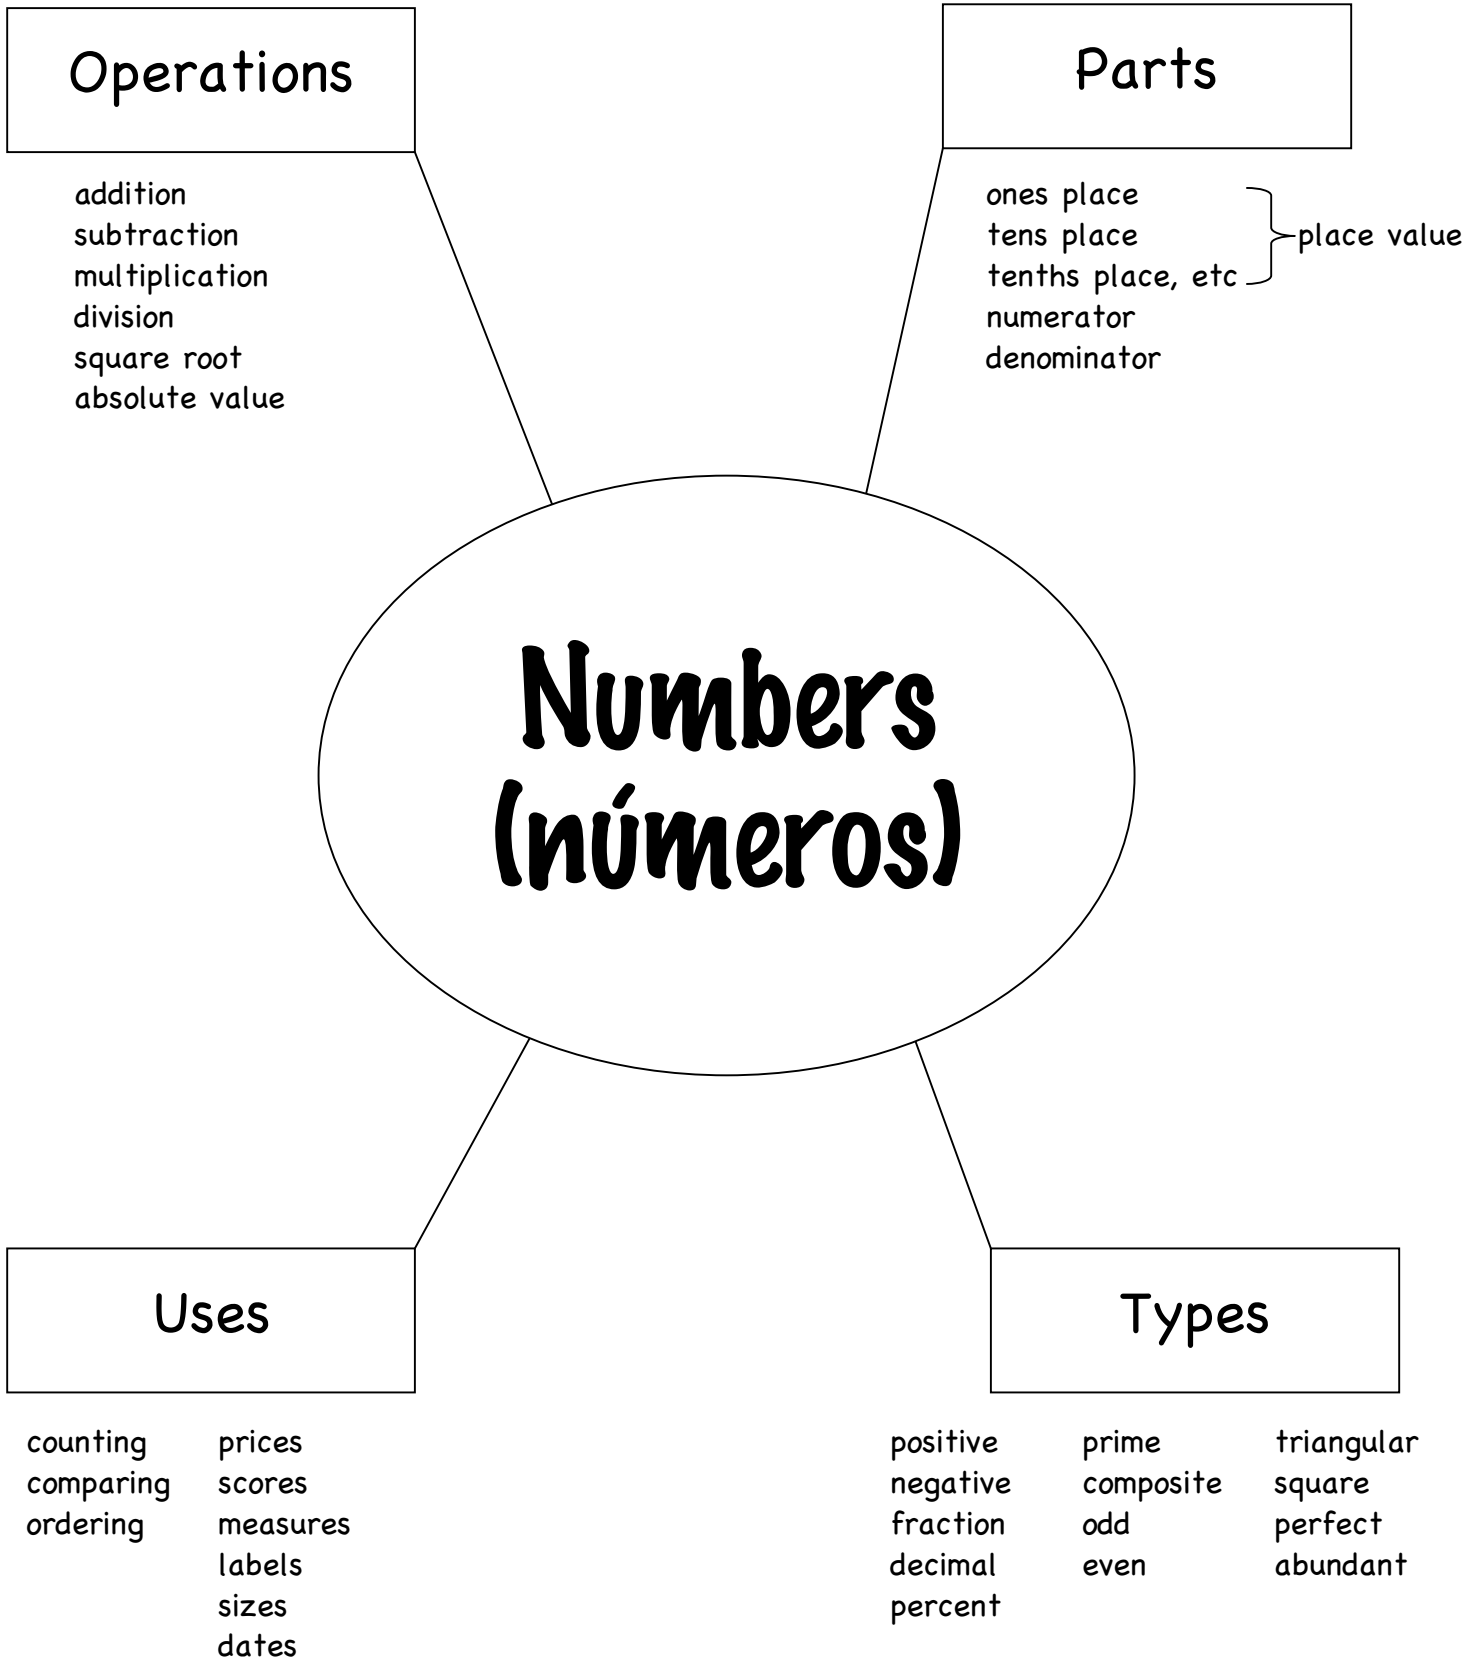 Operations
addition
subtraction
multiplication
division
square root
absolute value
Parts
ones place
tens place
tenths place, etc
place value
numerator
denominator
Numbers
(números)
Uses
counting
comparing
ordering
prices
scores
measures
labels
sizes
dates
Types
positive
negative
fraction
decimal
percent
prime
composite
odd
even
triangular
square
perfect
abundant